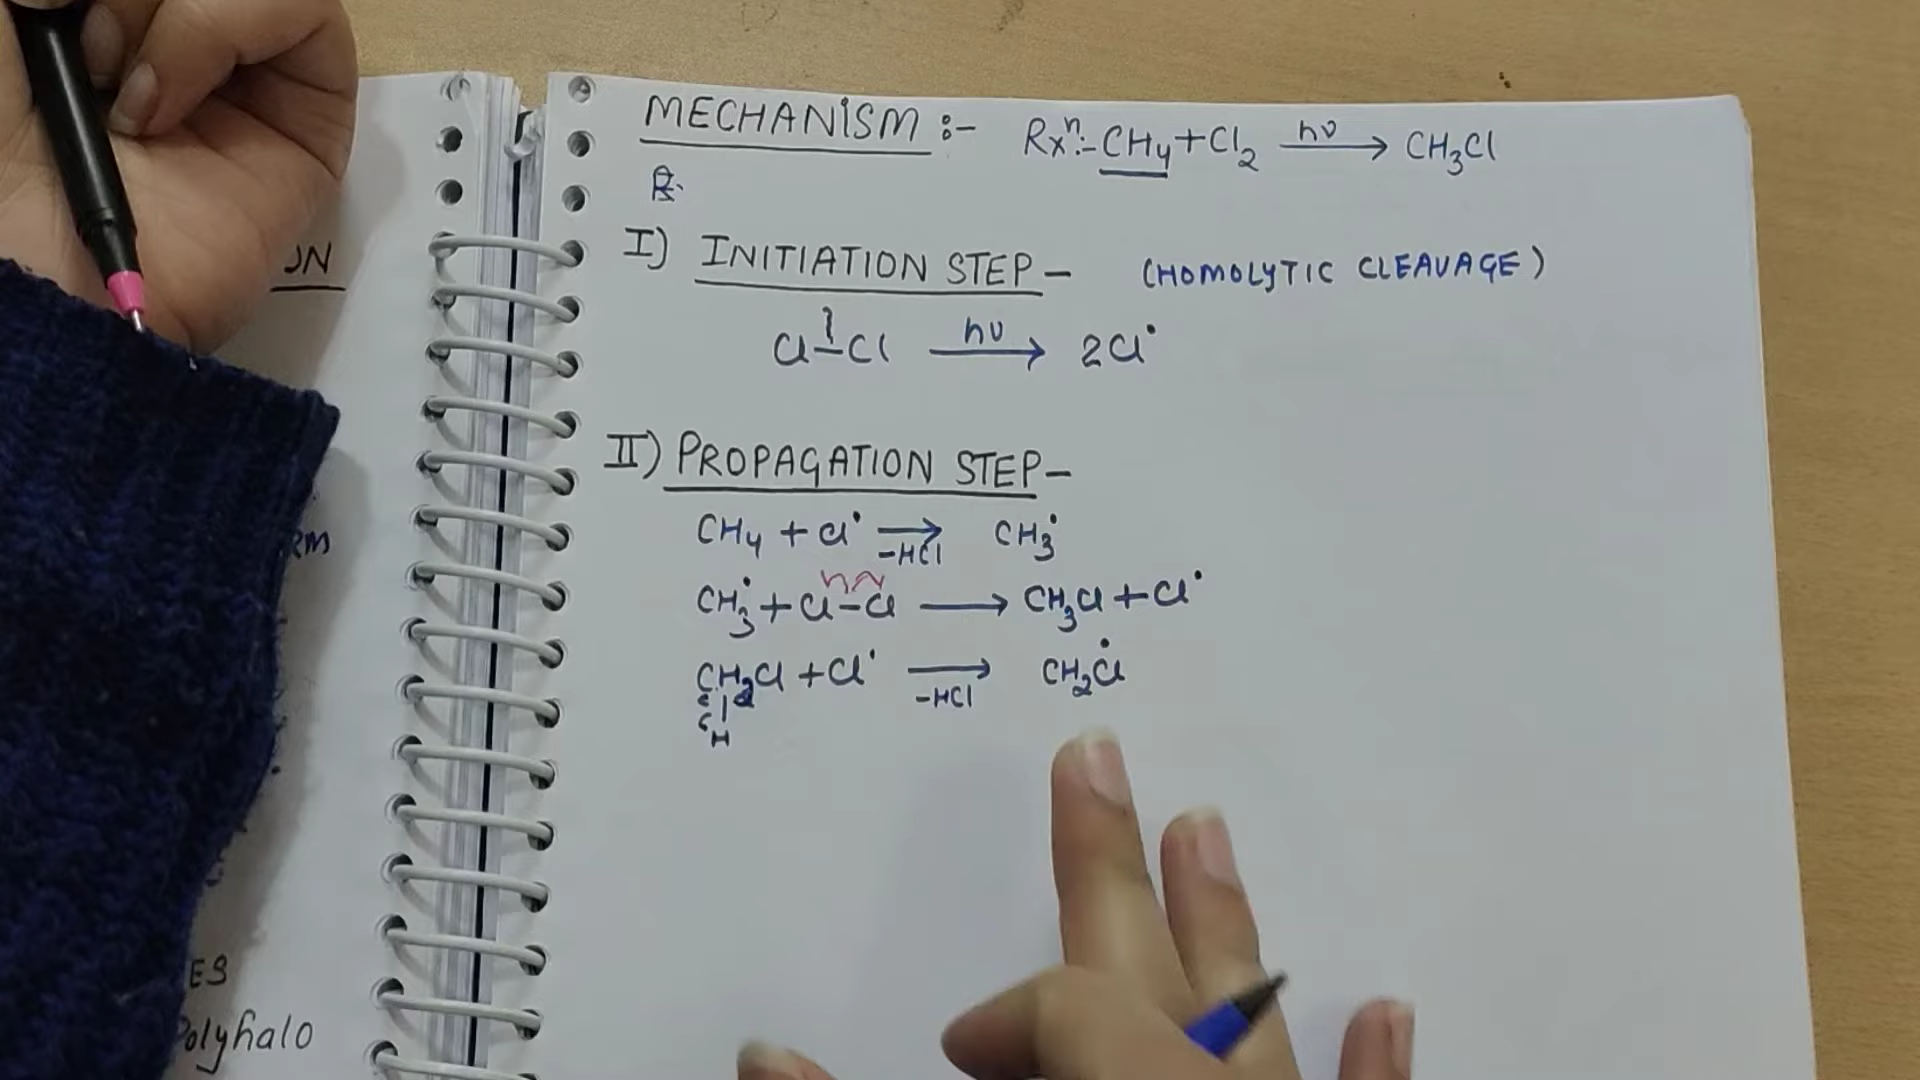 MECHANISM :- Rxⁿ:- CH₄ + Cl₂ hν → CH₃Cl
R.
I) INITIATION STEP - (HOMOLYTIC CLEAVAGE)
Cl-Cl hν → 2Cl•
II) PROPAGATION STEP-
CH₄ + Cl• → -HCl CH₃•
CH₃• + Cl-Cl → CH₃Cl + Cl•
CH₂Cl + Cl• → -HCl CH₂Cl•
H
ON
RM
ES
Polyhalo